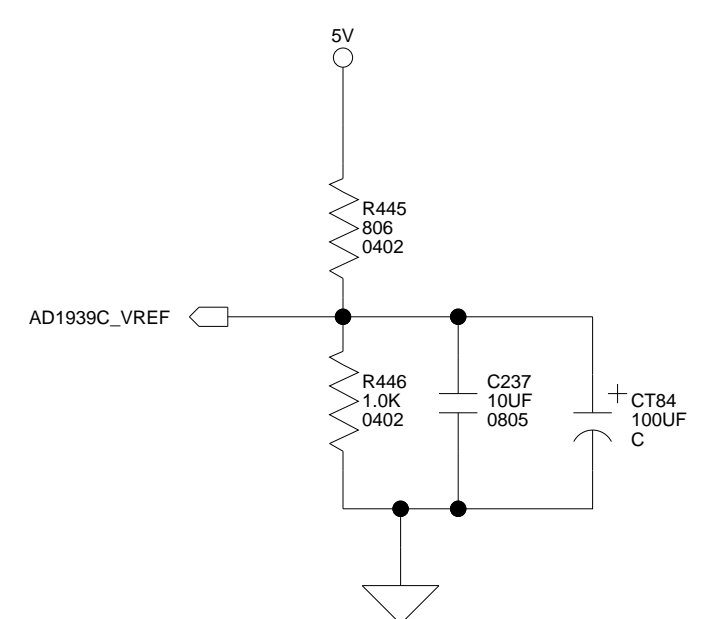 5V
R445
806
0402
AD1939C_VREF
R446
1.0K
0402
C237
10UF
0805
+
CT84
100UF
C